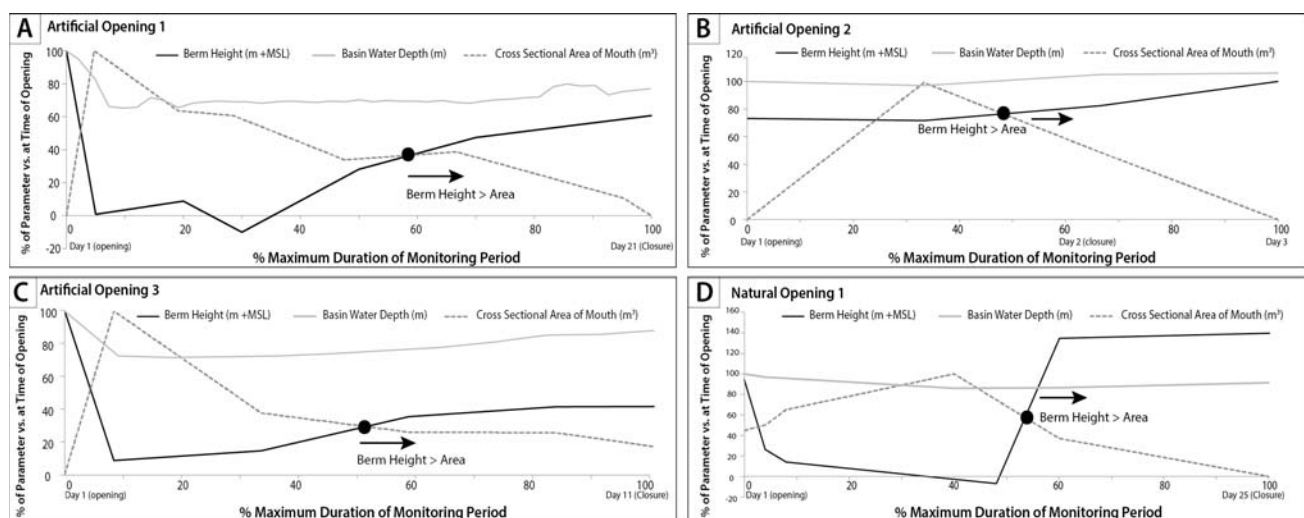 A Artificial Opening 1
Berm Height (m +MSL) Basin Water Depth (m) Cross Sectional Area of Mouth (m³)
% of Parameter vs. at Time of Opening
100
80
60
40
20
0
-20
Berm Height > Area
Day 1 (opening) Day 21 (Closure)
20 40 60 80 100
% Maximum Duration of Monitoring Period
B Artificial Opening 2
Berm Height (m +MSL) Basin Water Depth (m) Cross Sectional Area of Mouth (m³)
% of Parameter vs. at Time of Opening
120
100
80
60
40
20
0
Berm Height > Area
0 20 40 60 80 100
Day 1 (opening) Day 2 (closure) Day 3
% Maximum Duration of Monitoring Period
C Artificial Opening 3
Berm Height (m +MSL) Basin Water Depth (m) Cross Sectional Area of Mouth (m³)
% of Parameter vs. at Time of Opening
100
80
60
40
20
0
Berm Height > Area
20 40 60 80 100
Day 1 (opening) Day 11 (Closure)
% Maximum Duration of Monitoring Period
D Natural Opening 1
Berm Height (m +MSL) Basin Water Depth (m) Cross Sectional Area of Mouth (m³)
% of Parameter vs. at Time of Opening
160
140
120
100
80
60
40
20
0
-20
Berm Height > Area
20 40 60 80 100
Day 1 (opening) Day 25 (Closure)
% Maximum Duration of Monitoring Period